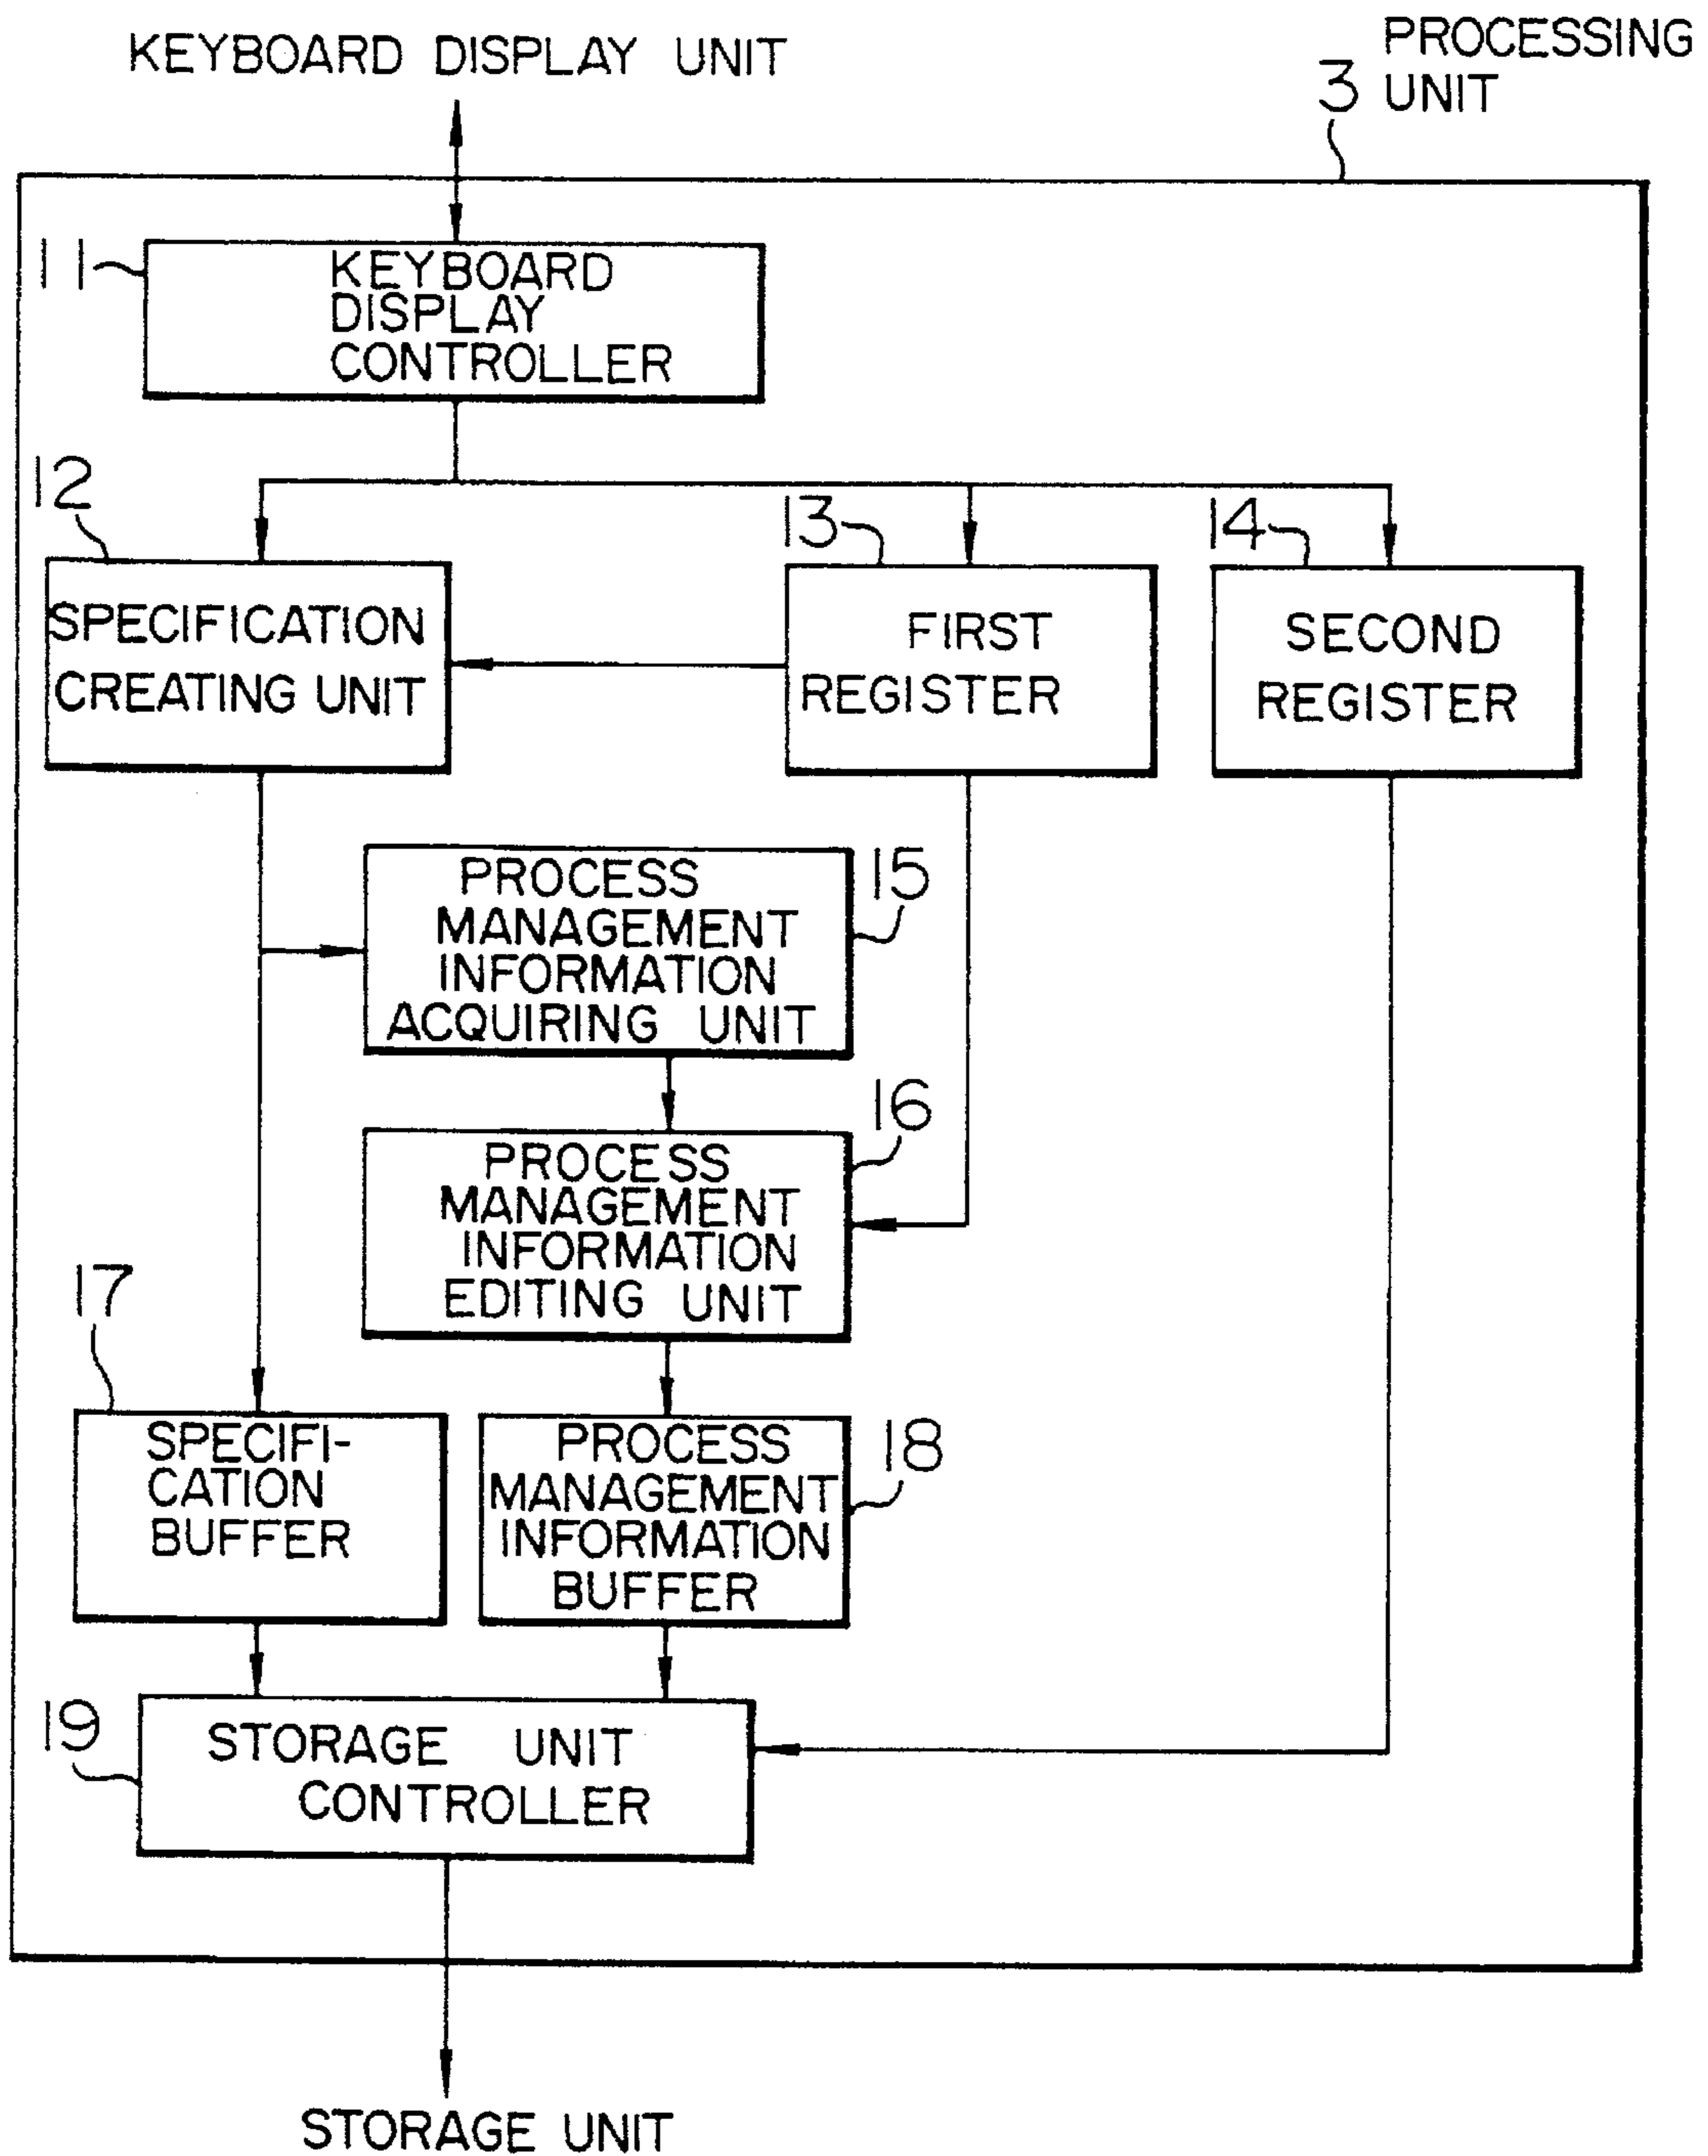 KEYBOARD DISPLAY UNIT
PROCESSING
3 UNIT
11
KEYBOARD
DISPLAY
CONTROLLER
12
SPECIFICATION
CREATING UNIT
13
FIRST
REGISTER
14
SECOND
REGISTER
PROCESS
MANAGEMENT
INFORMATION
ACQUIRING UNIT
15
PROCESS
MANAGEMENT
INFORMATION
EDITING UNIT
16
17
SPECIFI-
CATION
BUFFER
PROCESS
MANAGEMENT
INFORMATION
BUFFER
18
19
STORAGE UNIT
CONTROLLER
STORAGE UNIT